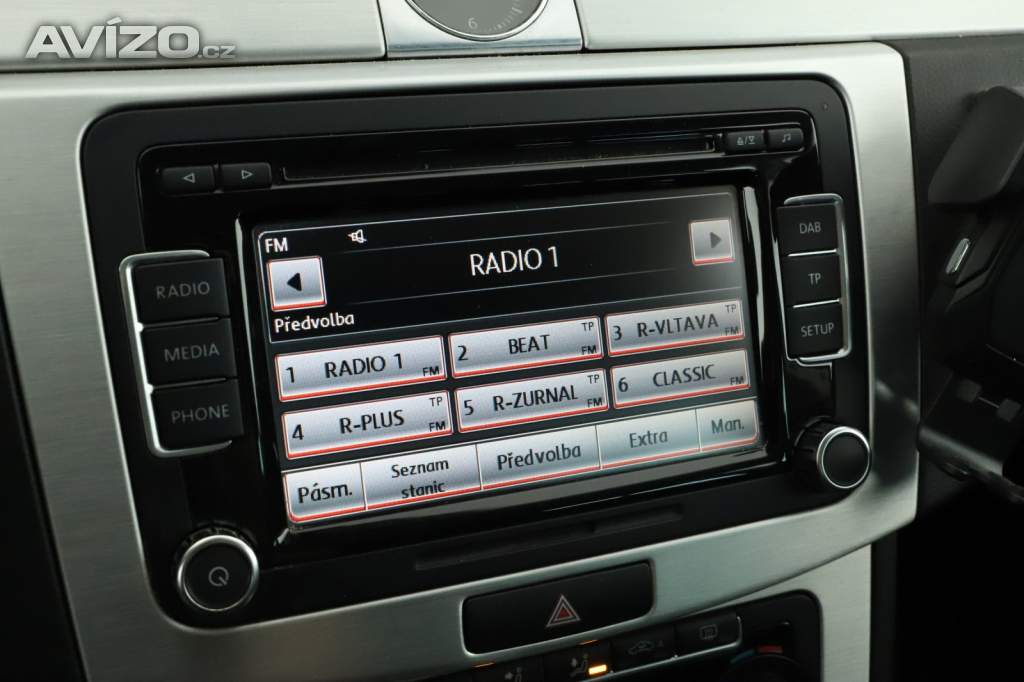 AVÍZO.cz
6
FM
RADIO 1
Předvolba
1 RADIO 1 FM
2 BEAT TP FM
3 R-VLTAVA TP FM
4 R-PLUS TP FM
5 R-ZURNAL TP FM
6 CLASSIC FM
Pásm.
Seznam
stanic
Předvolba
Extra
Man.
RADIO
MEDIA
PHONE
DAB
TP
SETUP